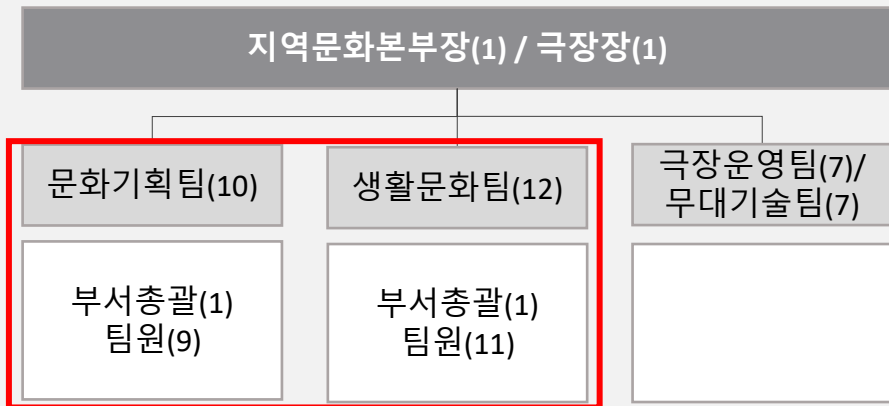 지역문화본부장(1) / 극장장(1)
문화기획팀(10)
생활문화팀(12)
극장운영팀(7)/
무대기술팀(7)
부서총괄(1)
팀원(9)
부서총괄(1)
팀원(11)